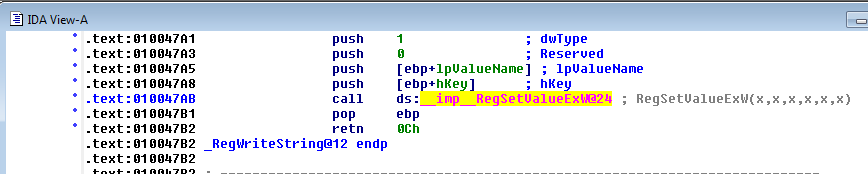 IDA View-A
.text:010047A1 push 1 ; dwType
.text:010047A3 push 0 ; Reserved
.text:010047A5 push [ebp+lpValueName] ; lpValueName
.text:010047A8 push [ebp+hKey] ; hKey
.text:010047AB call ds:__imp__RegSetValueExW@24 ; RegSetValueExW(x,x,x,x,x,x)
.text:010047B1 pop ebp
.text:010047B2 retn 0Ch
.text:010047B2 _RegWriteString@12 endp
.text:010047B2
.text:010047B2 ; ---------------------------------------------------------------------------